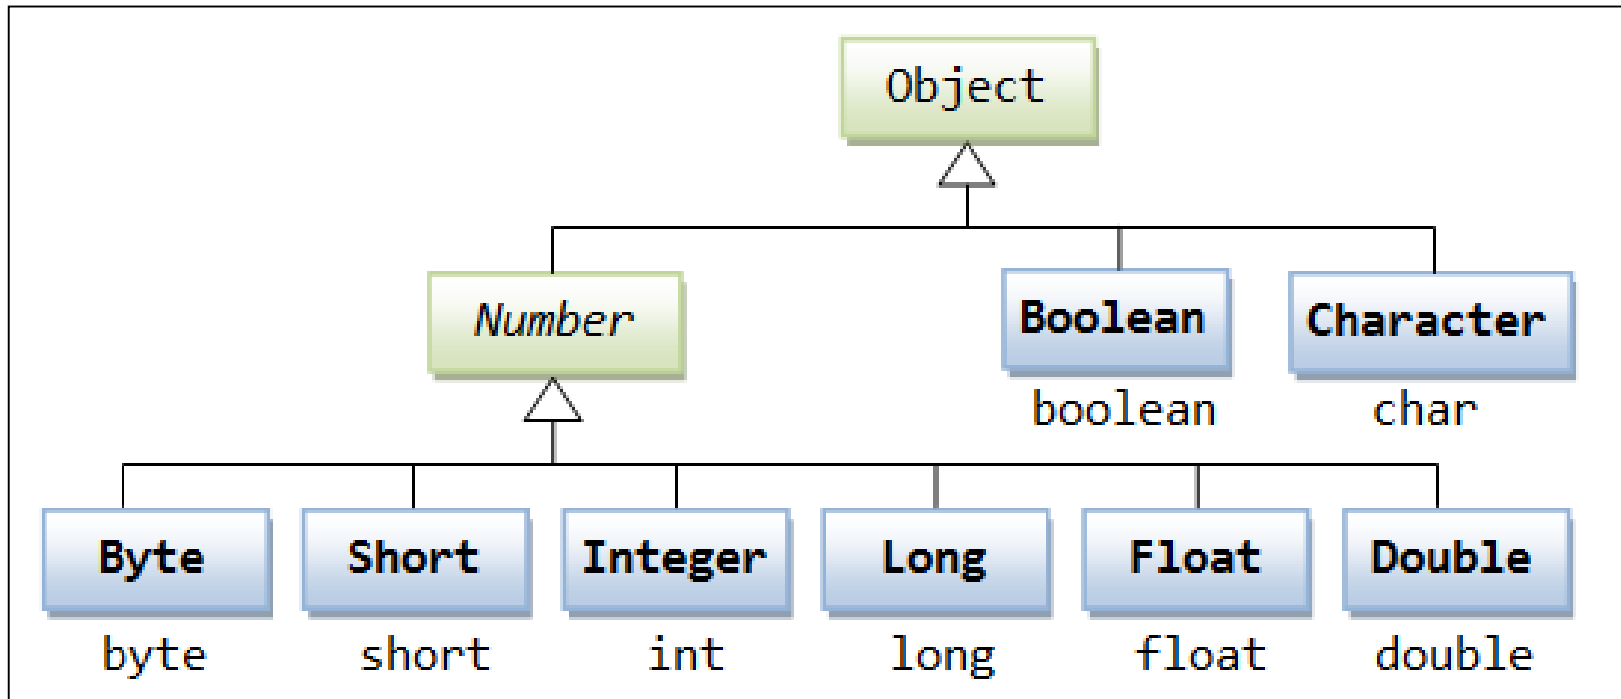 Object
Number
Boolean
Character
boolean
char
Byte
Short
Integer
Long
Float
Double
byte
short
int
long
float
double